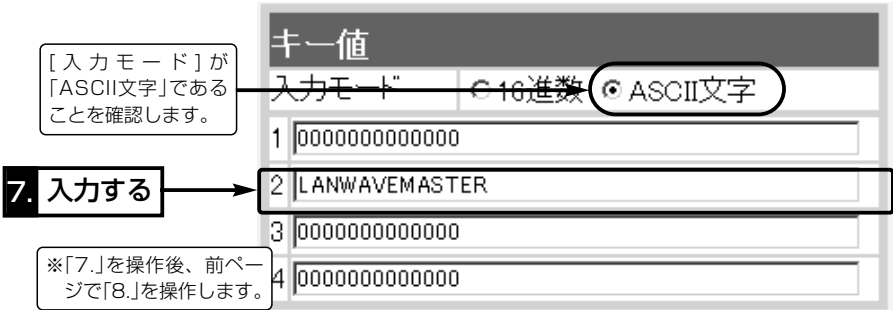 キー値
[入力モード]が
「ASCII文字」である
ことを確認します。
入力モード 16進数 ASCII文字
1 0000000000000
7. 入力する
2 LANWAVEMASTER
3 0000000000000
※「7.」を操作後、前ペー
ジで「8.」を操作します。
4 0000000000000